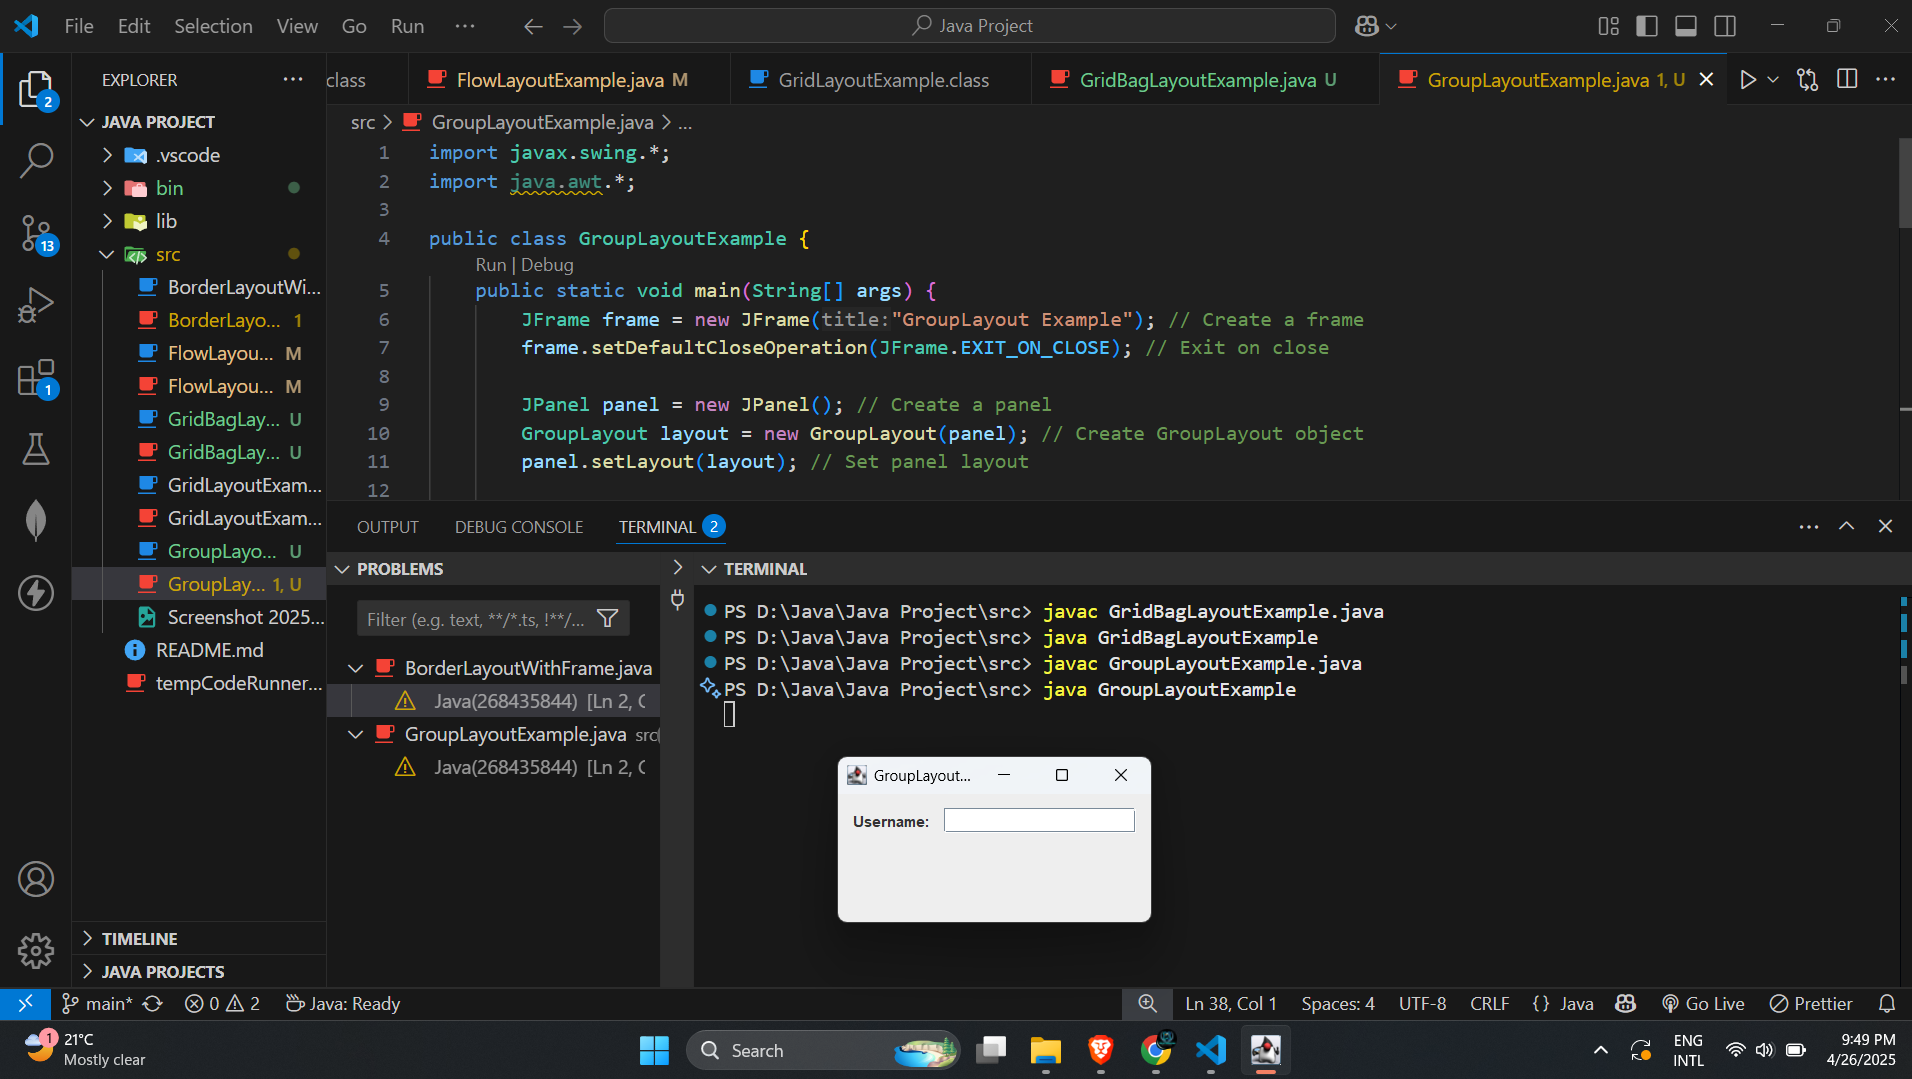 File Edit Selection View Go Run ... Java Project
EXPLORER ...
class FlowLayoutExample.java M GridLayoutExample.class GridBagLayoutExample.java U GroupLayoutExample.java 1, U
JAVA PROJECT
.vscode
bin
lib
src
BorderLayoutWi...
BorderLayo... 1
FlowLayou... M
FlowLayou... M
GridBagLay... U
GridBagLay... U
GridLayoutExam...
GridLayoutExam...
GroupLayo... U
GroupLay... 1, U
Screenshot 2025...
README.md
tempCodeRunner...
TIMELINE
JAVA PROJECTS
2
13
1
src > GroupLayoutExample.java > ...
1 import javax.swing.*;
2 import java.awt.*;
3
4 public class GroupLayoutExample {
Run | Debug
5 public static void main(String[] args) {
6 JFrame frame = new JFrame(title:"GroupLayout Example"); // Create a frame
7 frame.setDefaultCloseOperation(JFrame.EXIT_ON_CLOSE); // Exit on close
8
9 JPanel panel = new JPanel(); // Create a panel
10 GroupLayout layout = new GroupLayout(panel); // Create GroupLayout object
11 panel.setLayout(layout); // Set panel layout
12
OUTPUT DEBUG CONSOLE TERMINAL 2
PROBLEMS
Filter (e.g. text, **/*.ts, !**/...
BorderLayoutWithFrame.java
Java(268435844) [Ln 2, C
GroupLayoutExample.java src
Java(268435844) [Ln 2, C
TERMINAL
PS D:\Java\Java Project\src> javac GridBagLayoutExample.java
PS D:\Java\Java Project\src> java GridBagLayoutExample
PS D:\Java\Java Project\src> javac GroupLayoutExample.java
PS D:\Java\Java Project\src> java GroupLayoutExample
GroupLayout...
Username:
main* 0 2 Java: Ready Ln 38, Col 1 Spaces: 4 UTF-8 CRLF {} Java Go Live Prettier
1
21°C
Mostly clear
Search
ENG
INTL
9:49 PM
4/26/2025